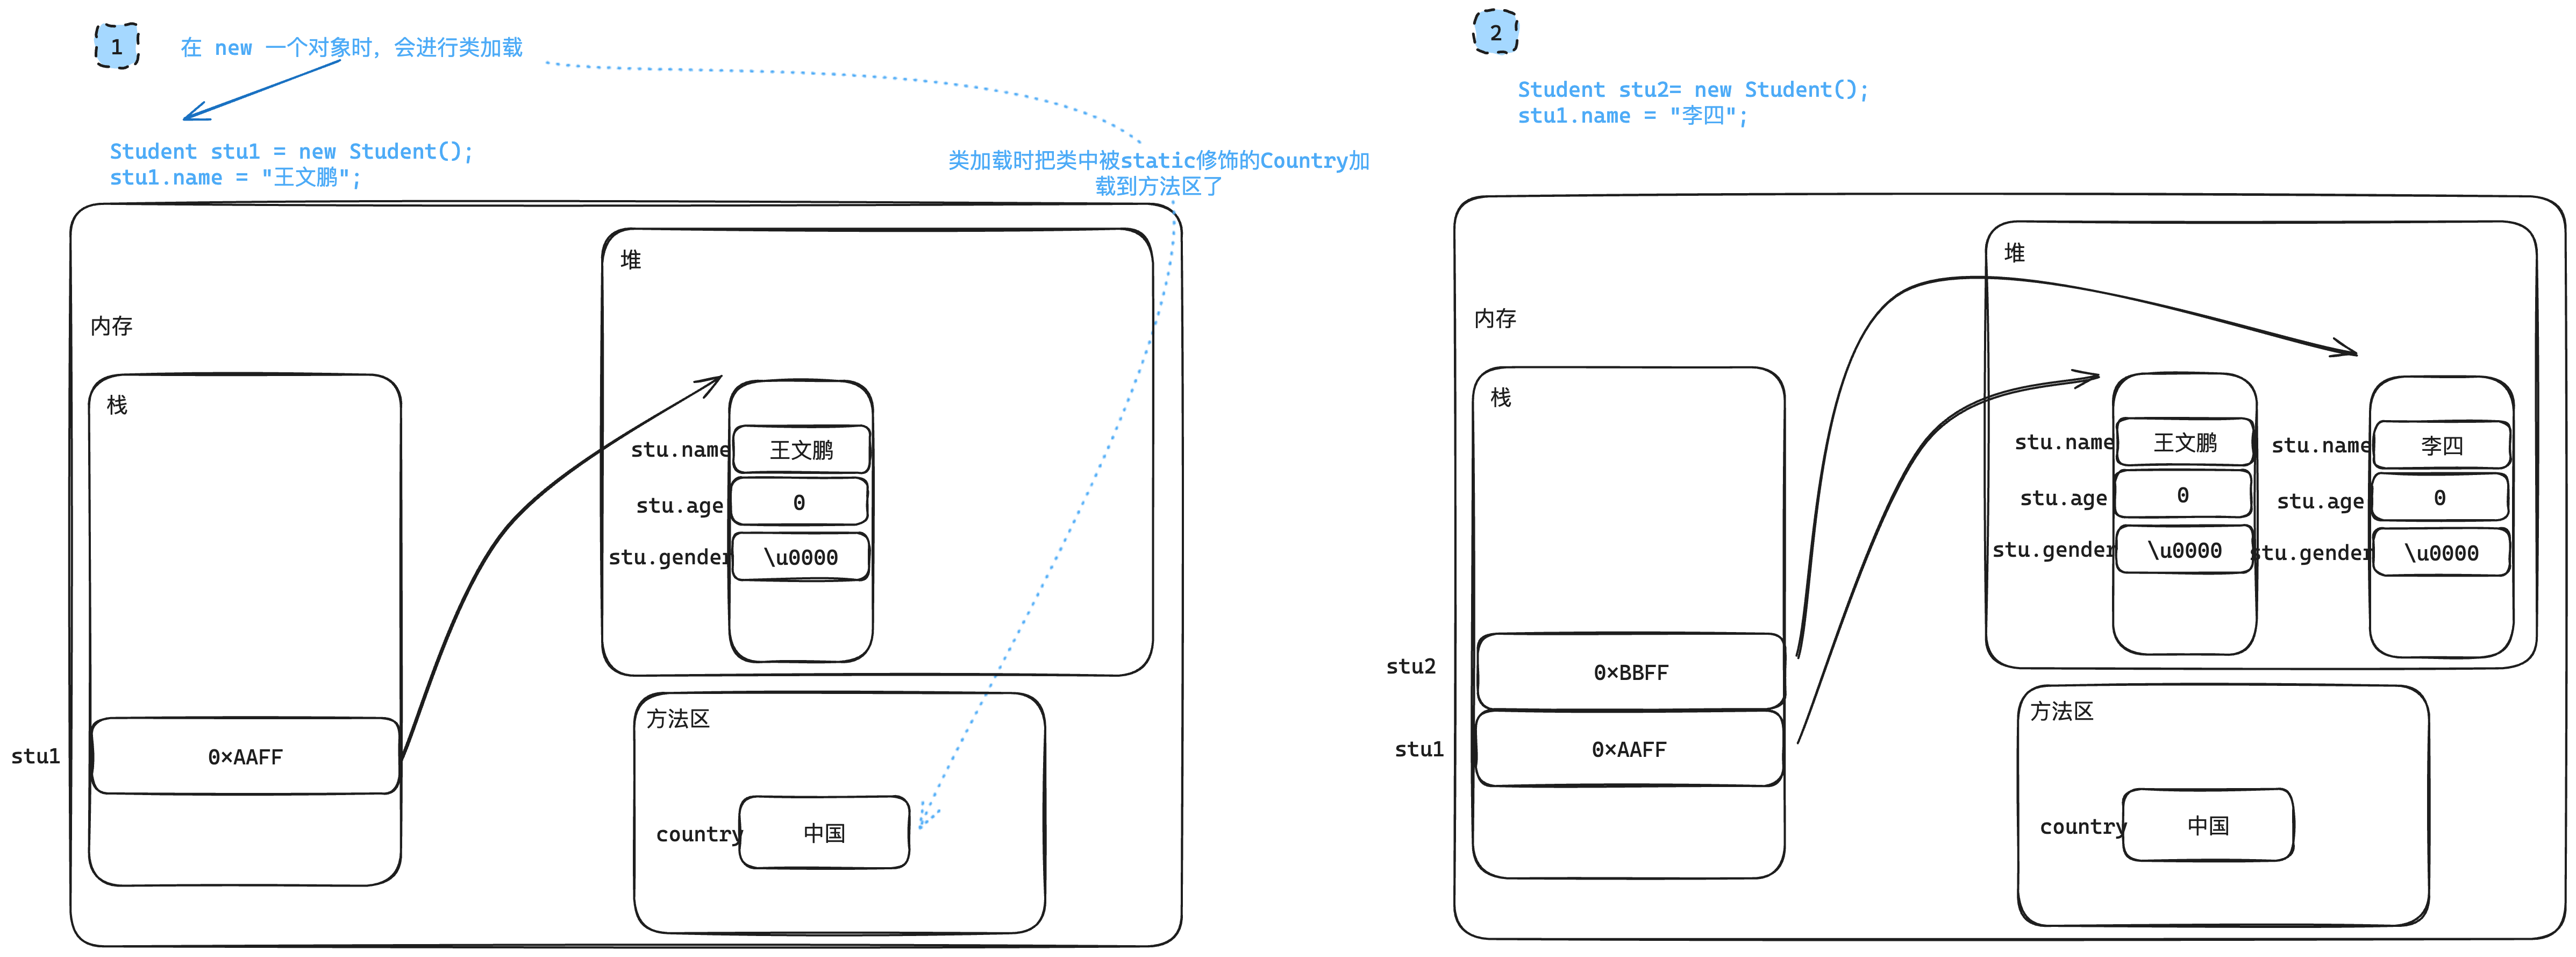 1
在 new 一个对象时，会进行类加载
Student stu1 = new Student();
stu1.name = "王文鹏";
类加载时把类中被static修饰的Country加
载到方法区了
堆
内存
栈
stu.name
王文鹏
stu.age
0
stu.gender
\u0000
方法区
stu1
0×AAFF
country
中国
2
Student stu2= new Student();
stu1.name = "李四";
堆
内存
栈
stu.name
王文鹏
stu.name
李四
stu.age
0
stu.age
0
stu.gender
\u0000
stu.gender
\u0000
stu2
0×BBFF
方法区
stu1
0×AAFF
country
中国